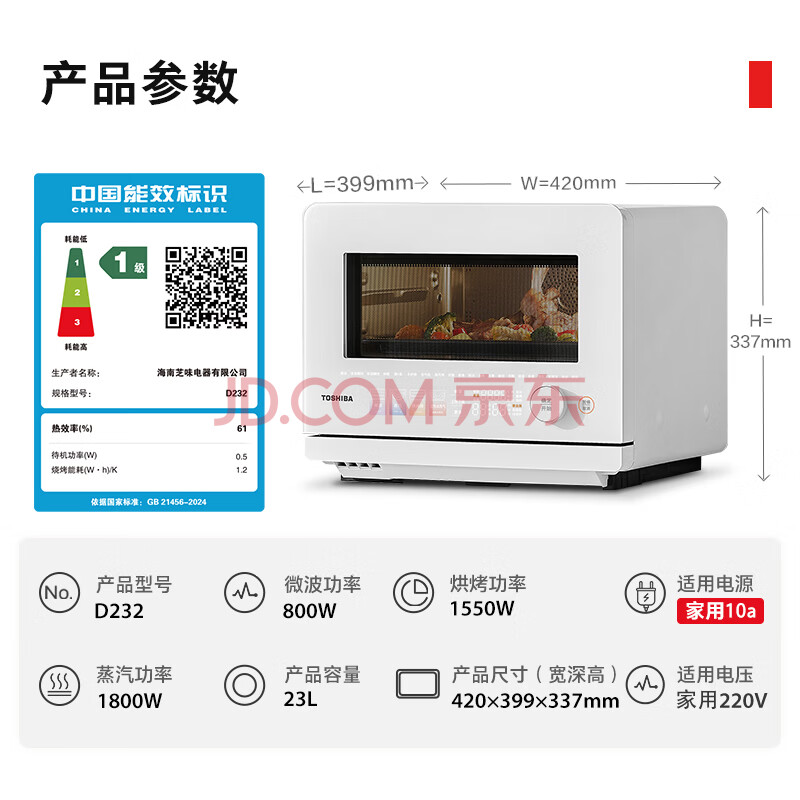 产品参数
中国能效标识
CHINA ENERGY LABEL
耗能低
1
2
3
耗能高
1级
生产者名称：
海南芝味电器有限公司
规格型号：
D232
热效率(%)
61
待机功率(W)
0.5
烧烤能耗(W·h)/K
1.2
依据国家标准：GB 21456-2024
L=399mm
W=420mm
H=
337mm
TOSHIBA
JD.COM 京东
No.
产品型号
D232
微波功率
800W
烘烤功率
1550W
适用电源
家用10a
蒸汽功率
1800W
产品容量
23L
产品尺寸（宽深高）
420×399×337mm
适用电压
家用220V